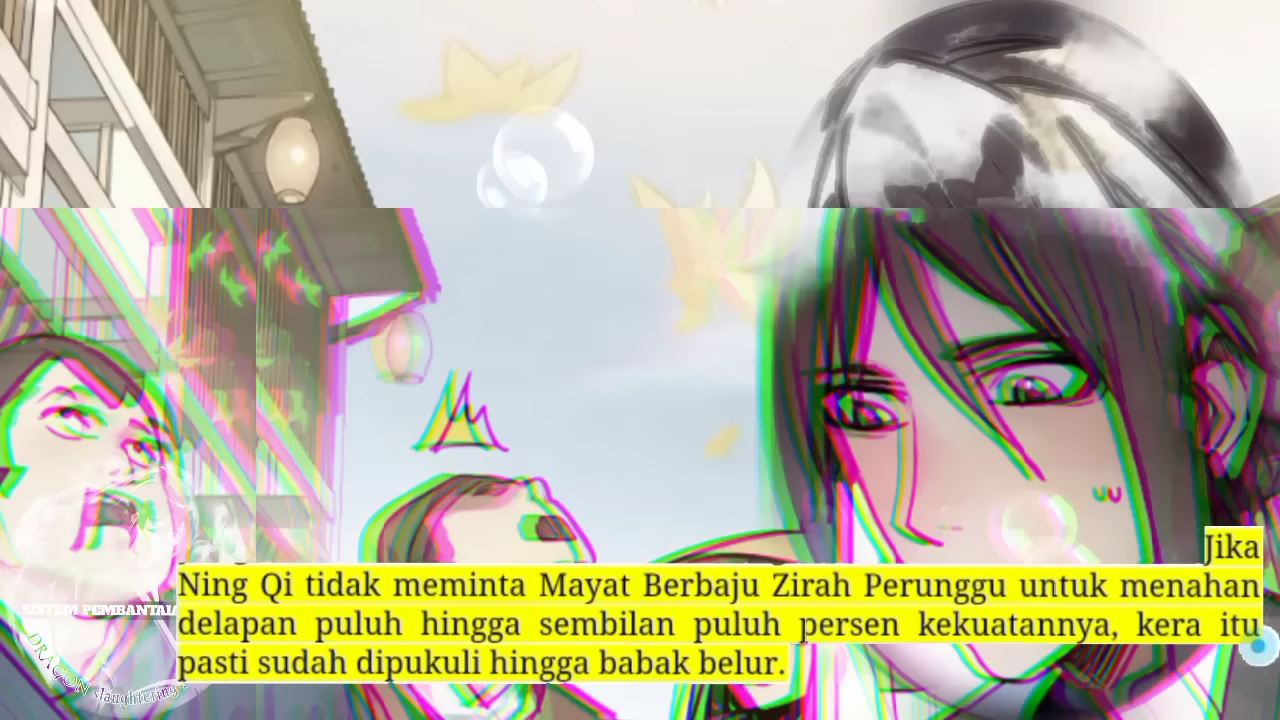 Jika
Ning Qi tidak meminta Mayat Berbaju Zirah Perunggu untuk menahan
delapan puluh hingga sembilan puluh persen kekuatannya, kera itu
pasti sudah dipukuli hingga babak belur.
SISTEM PEMBANTAI
DRAGON slaughtering